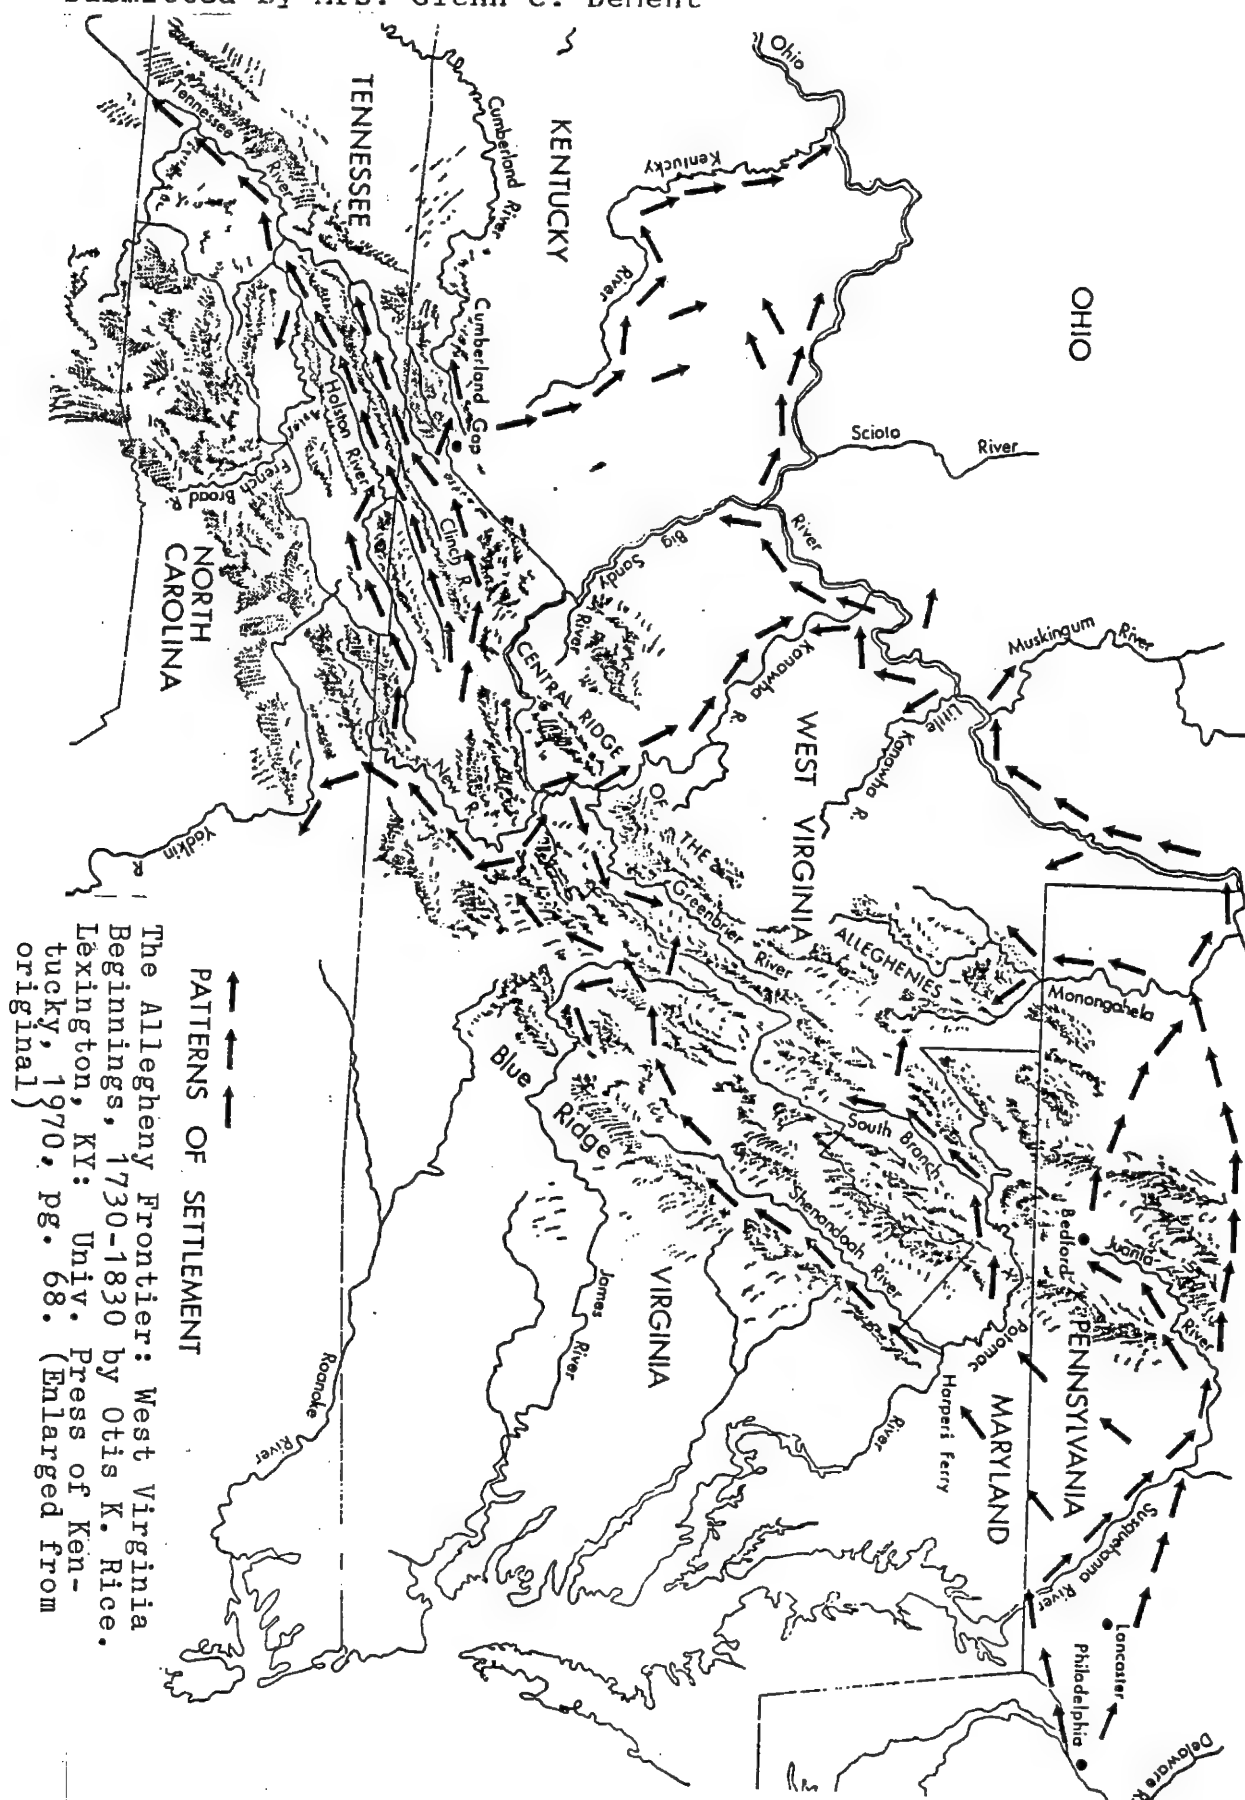 Submitted by Mrs. Glenn C. Dement
OHIO
Ohio
KENTUCKY
Kentucky
River
Cumberland River
TENNESSEE
Tennessee
River
Cumberland Gap
Scioto
River
River
Big
Sandy
River
Muskingum
River
Kanawha
R.
Little
Kanawha R.
WEST VIRGINIA
CENTRAL RIDGE
OF
THE
ALLEGHENIES
Holston River
Clinch R.
French
Broad
R.
NORTH
CAROLINA
New
R.
Yadkin
R.
Greenbrier
River
Monongahela
South Branch
Shenandoah
River
Blue
Ridge
James
River
VIRGINIA
Roanoke
River
Bedford
Juanta
River
PENNSYLVANIA
Potomac
River
MARYLAND
Harpers Ferry
Susquehanna
River
Lancaster
Philadelphia
Delaware R.
PATTERNS OF SETTLEMENT
The Allegheny Frontier: West Virginia
Beginnings, 1730-1830 by Otis K. Rice.
Lexington, KY: Univ. Press of Ken-
tucky, 1970, pg. 68. (Enlarged from
original)